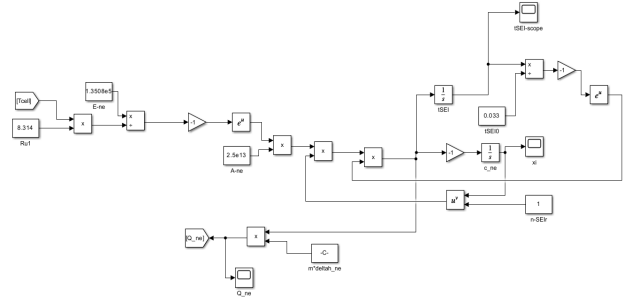 tSEI-scope
[Tcell]
1.3508e5
E-ne
x
÷
-1
e^u
8.314
Ru1
x
2.5e13
A-ne
x
x
x
1
s
tSEI
x
÷
-1
e^u
0.033
tSEI0
-1
1
s
c_ne
xi
u^v
1
n-SEIr
[Q_ne]
x
-C-
m*deltah_ne
Q_ne